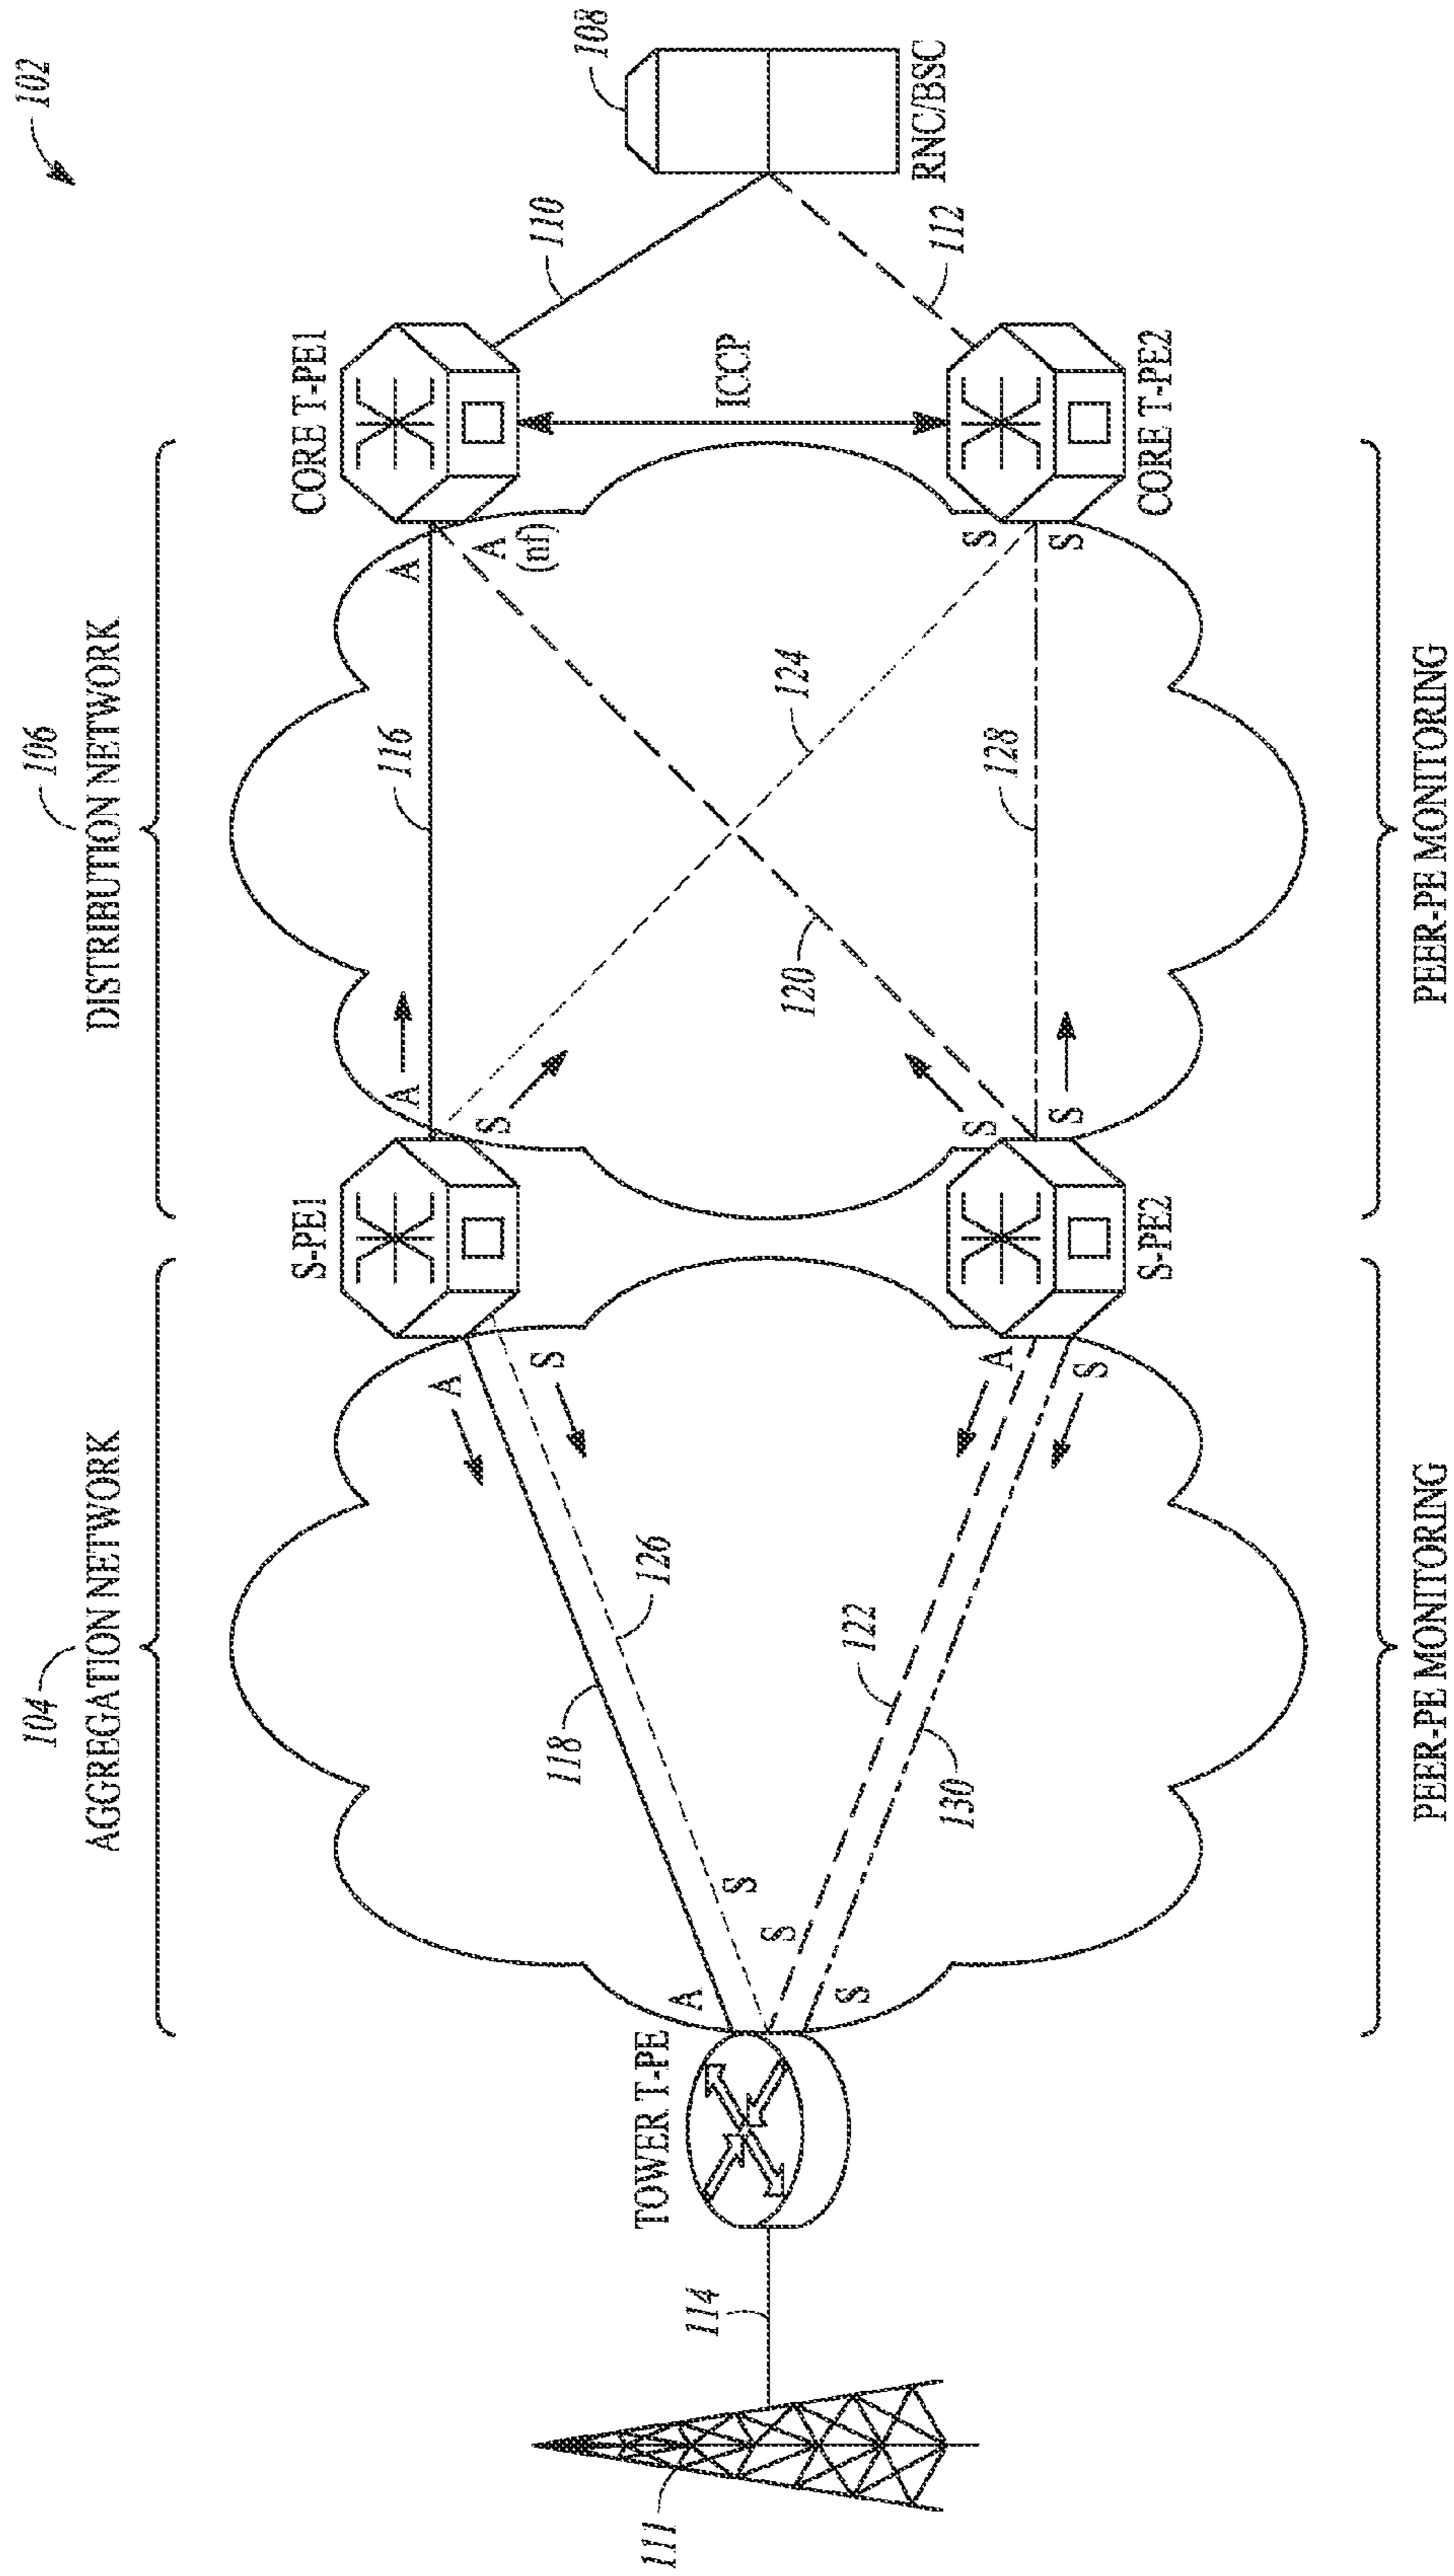 102
104
AGGREGATION NETWORK
106
DISTRIBUTION NETWORK
S-PE1
CORE T-PE1
A
S
A
S
A
A
(nf)
118
126
116
110
108
TOWER T-PE
A
S
S
S
111
114
124
ICCP
RNC/BSC
122
130
120
128
112
A
S
S
S
S
S
S-PE2
CORE T-PE2
PEER-PE MONITORING
PEER-PE MONITORING